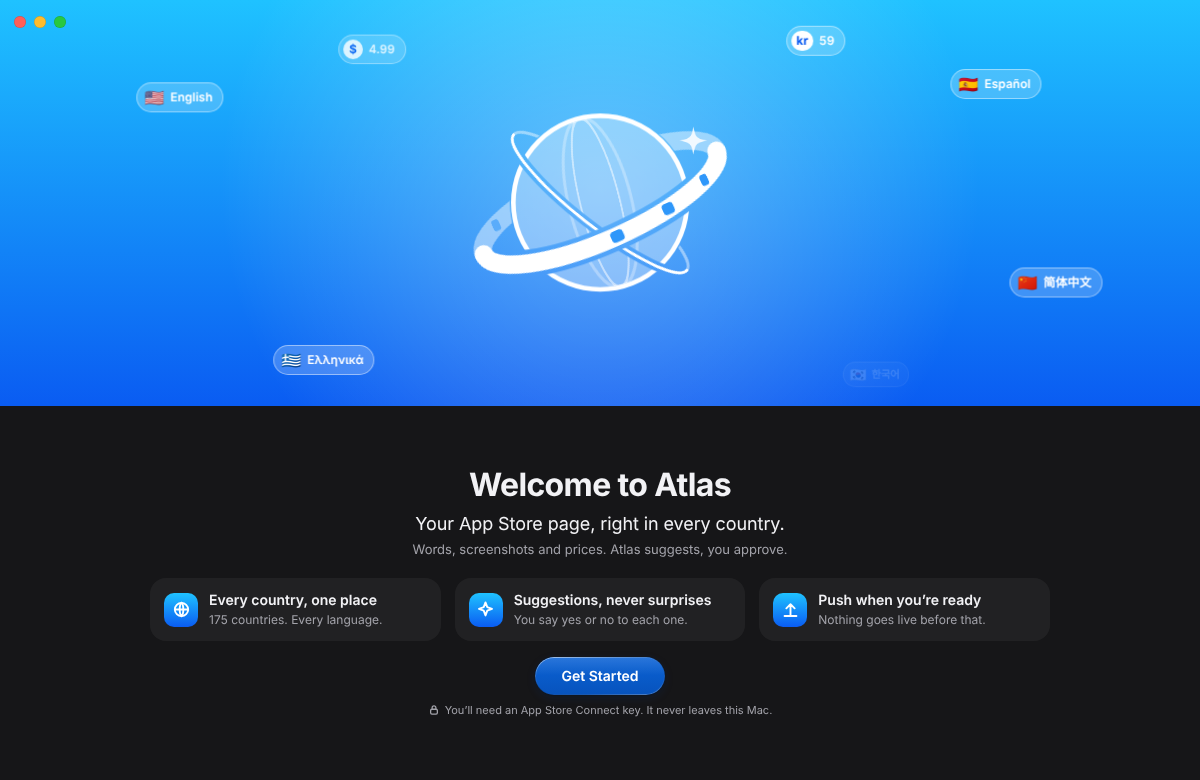 $ 4.99
kr 59
English
Español
简体中文
Ελληνικά
한국어
Welcome to Atlas
Your App Store page, right in every country.
Words, screenshots and prices. Atlas suggests, you approve.
Every country, one place
175 countries. Every language.
Suggestions, never surprises
You say yes or no to each one.
Push when you’re ready
Nothing goes live before that.
Get Started
You’ll need an App Store Connect key. It never leaves this Mac.